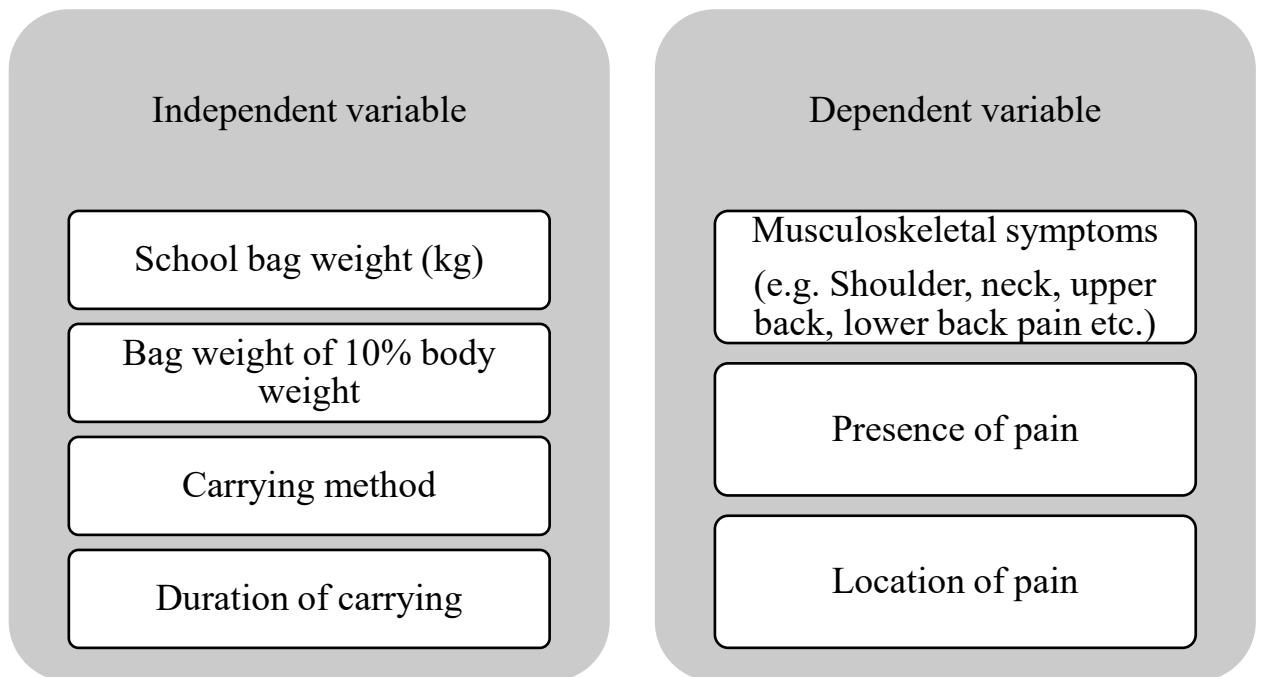 Independent variable
School bag weight (kg)
Bag weight of 10% body
weight
Carrying method
Duration of carrying
Dependent variable
Musculoskeletal symptoms
(e.g. Shoulder, neck, upper
back, lower back pain etc.)
Presence of pain
Location of pain